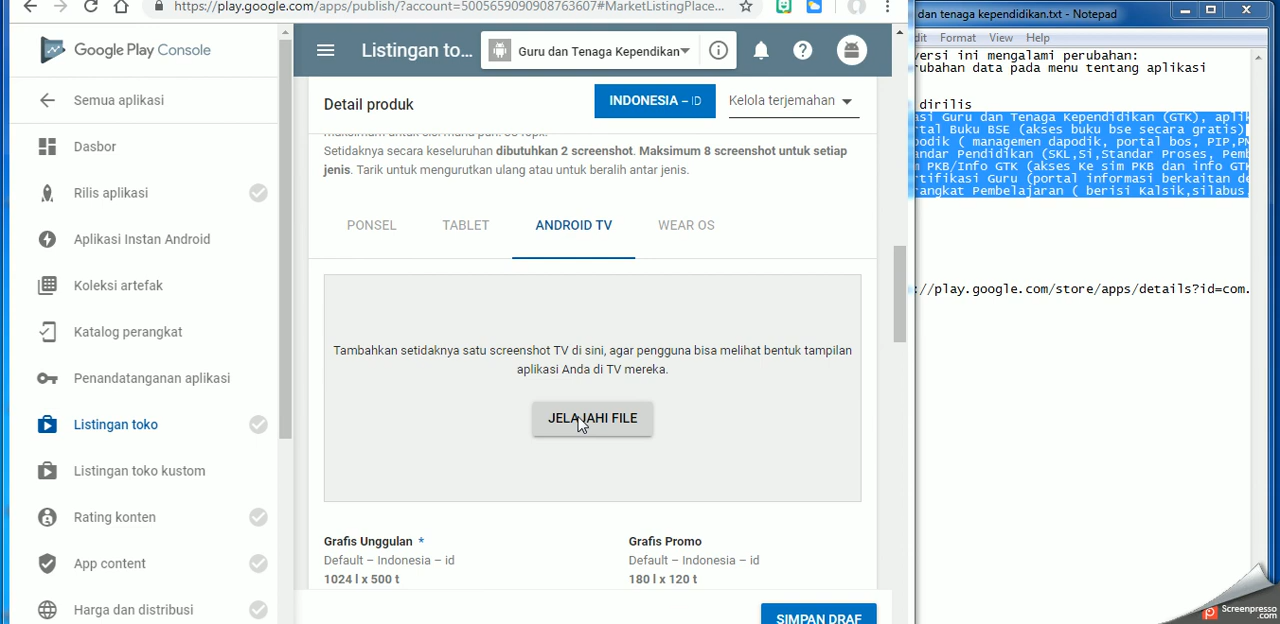 https://play.google.com/apps/publish/?account=5005659090908763607#MarketListingPlace...
Google Play Console
Semua aplikasi
Dasbor
Rilis aplikasi
Aplikasi Instan Android
Koleksi artefak
Katalog perangkat
Penandatanganan aplikasi
Listingan toko
Listingan toko kustom
Rating konten
App content
Harga dan distribusi
Listingan to...
Guru dan Tenaga Kependidikan
Detail produk
INDONESIA – ID
Kelola terjemahan
Setidaknya secara keseluruhan dibutuhkan 2 screenshot. Maksimum 8 screenshot untuk setiap
jenis. Tarik untuk mengurutkan ulang atau untuk beralih antar jenis.
PONSEL
TABLET
ANDROID TV
WEAR OS
Tambahkan setidaknya satu screenshot TV di sini, agar pengguna bisa melihat bentuk tampilan
aplikasi Anda di TV mereka.
JELAJAHI FILE
Grafis Unggulan *
Default – Indonesia – id
1024 l x 500 t
Grafis Promo
Default – Indonesia – id
180 l x 120 t
SIMPAN DRAF
dan tenaga kependidikan.txt - Notepad
dit Format View Help
versi ini mengalami perubahan:
rubahan data pada menu tentang aplikasi
dirilis
asi Guru dan Tenaga Kependidikan (GTK), aplik
rtal Buku BSE (akses buku bse secara gratis)
podik ( managemen dapodik, portal bos, PIP,PM
andar Pendidikan (SKL,Si,Standar Proses, Pemb
m PKB/Info GTK (akses Ke sim PKB dan info GTK
rtifikasi Guru (portal informasi berkaitan de
rangkat Pembelajaran ( berisi Kalsik,silabus,
://play.google.com/store/apps/details?id=com.
Screenpresso
.com